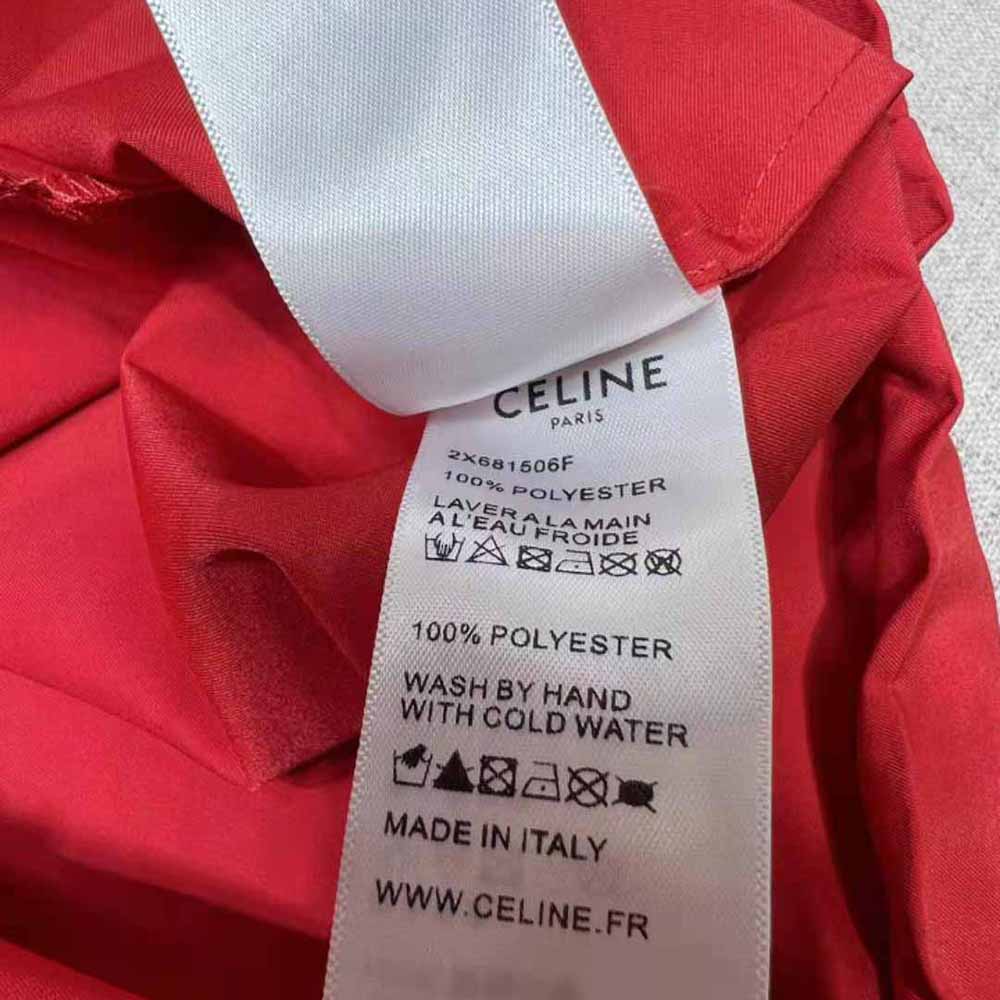 CELINE
PARIS
2X681506F
100% POLYESTER
LAVER A LA MAIN
A L'EAU FROIDE
100% POLYESTER
WASH BY HAND
WITH COLD WATER
MADE IN ITALY
WWW.CELINE.FR